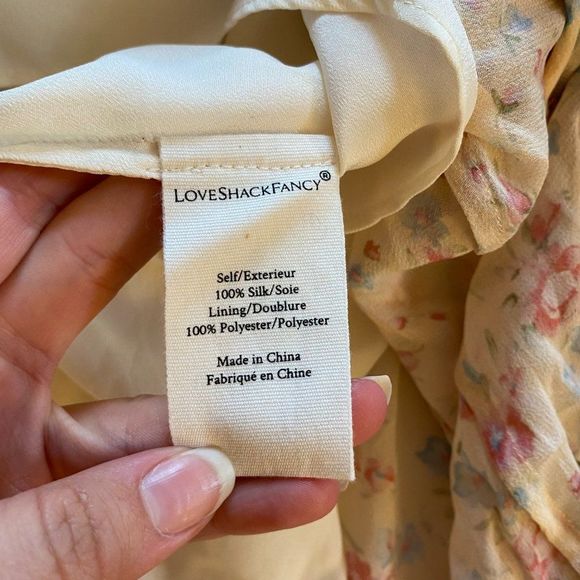 LOVESHACKFANCY®
Self/Exterieur
100% Silk/Soie
Lining/Doublure
100% Polyester/Polyester
Made in China
Fabriqué en Chine